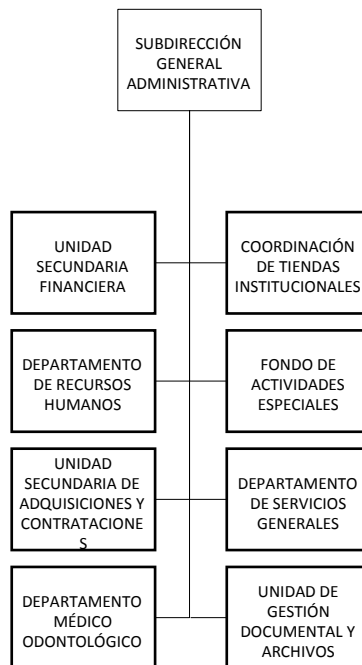 SUBDIRECCIÓN
GENERAL
ADMINISTRATIVA
UNIDAD
SECUNDARIA
FINANCIERA
COORDINACIÓN
DE TIENDAS
INSTITUCIONALES
DEPARTAMENTO
DE RECURSOS
HUMANOS
FONDO DE
ACTIVIDADES
ESPECIALES
UNIDAD
SECUNDARIA DE
ADQUISICIONES Y
CONTRATACIONE
S
DEPARTAMENTO
DE SERVICIOS
GENERALES
DEPARTAMENTO
MÉDICO
ODONTOLÓGICO
UNIDAD DE
GESTIÓN
DOCUMENTAL Y
ARCHIVOS